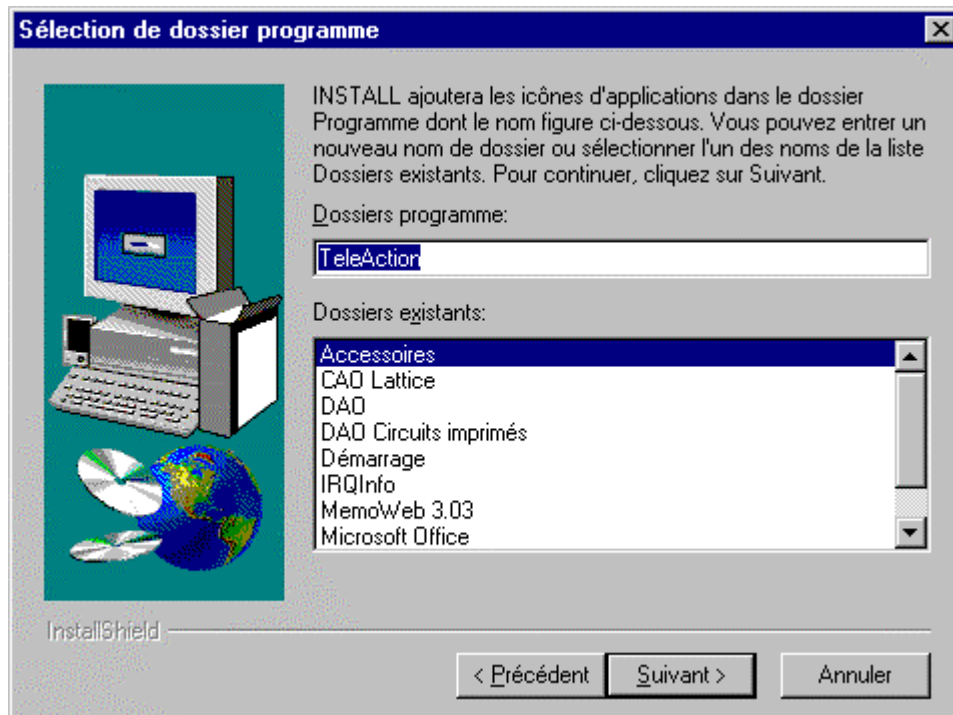 Sélection de dossier programme
INSTALL ajoutera les icônes d'applications dans le dossier
Programme dont le nom figure ci-dessous. Vous pouvez entrer un
nouveau nom de dossier ou sélectionner l'un des noms de la liste
Dossiers existants. Pour continuer, cliquez sur Suivant.
Dossiers programme:
TeleAction
Dossiers existants:
Accessoires
CAO Lattice
DAO
DAO Circuits imprimés
Démarrage
IRQInfo
MemoWeb 3.03
Microsoft Office
InstallShield
< Précédent
Suivant >
Annuler